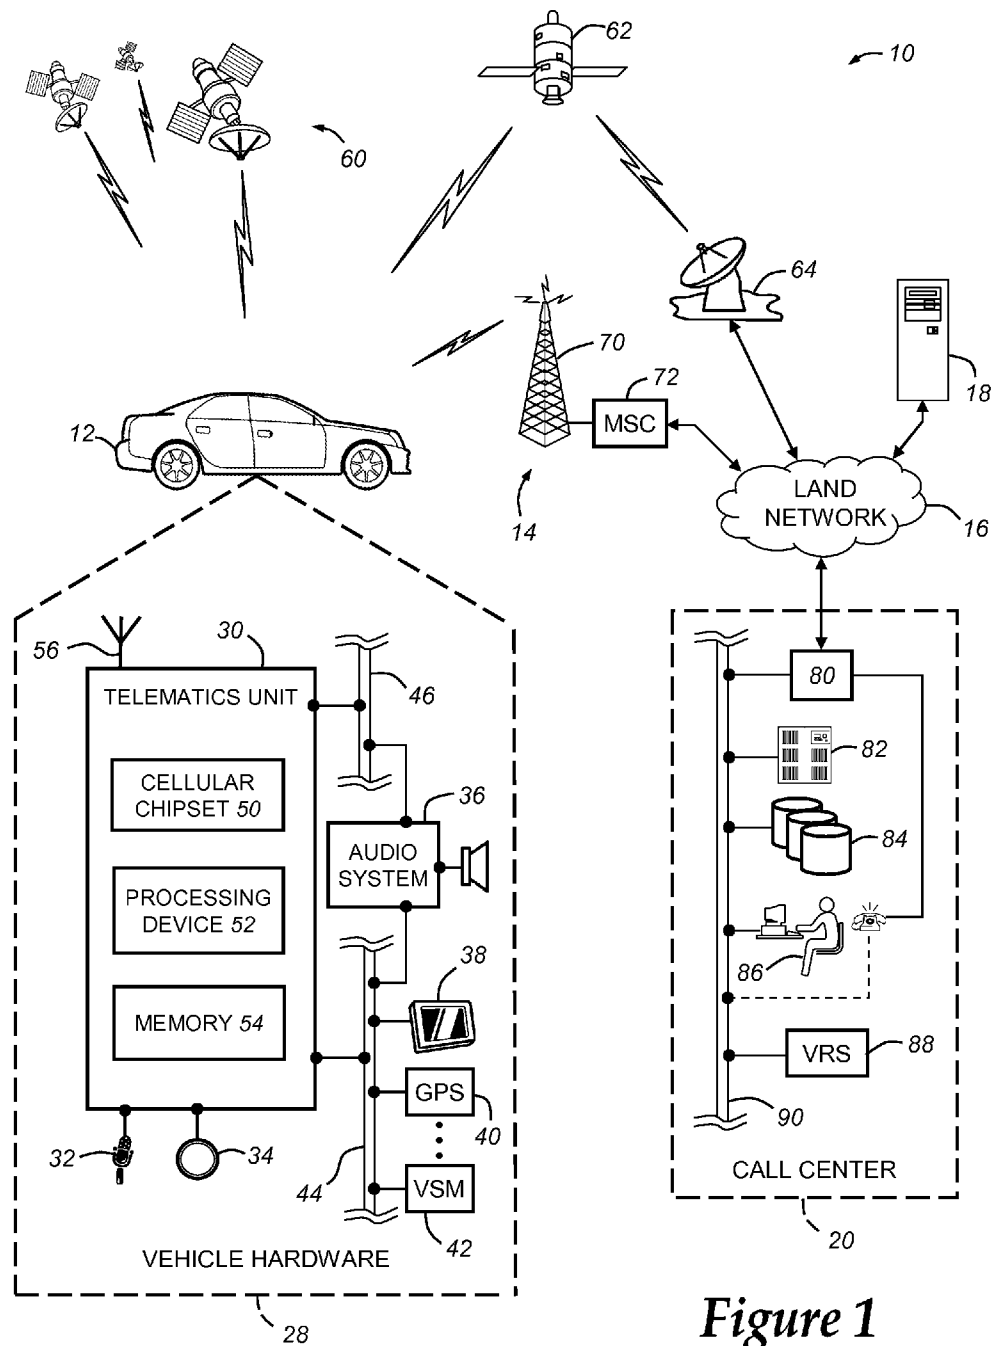 62
10
60
64
70
72
18
MSC
12
LAND
NETWORK
14
16
56
30
TELEMATICS UNIT
46
80
CELLULAR
CHIPSET 50
82
36
AUDIO
SYSTEM
84
PROCESSING
DEVICE 52
38
86
MEMORY 54
VRS
88
GPS
40
90
32
34
44
VSM
42
CALL CENTER
20
VEHICLE HARDWARE
28
Figure 1